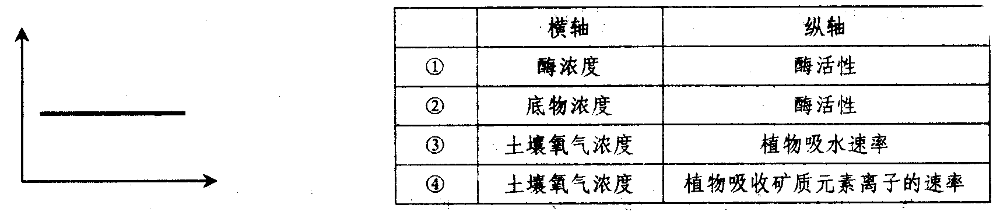 横轴 纵轴
① 酶浓度 酶活性
② 底物浓度 酶活性
③ 土壤氧气浓度 植物吸水速率
④ 土壤氧气浓度 植物吸收矿质元素离子的速率